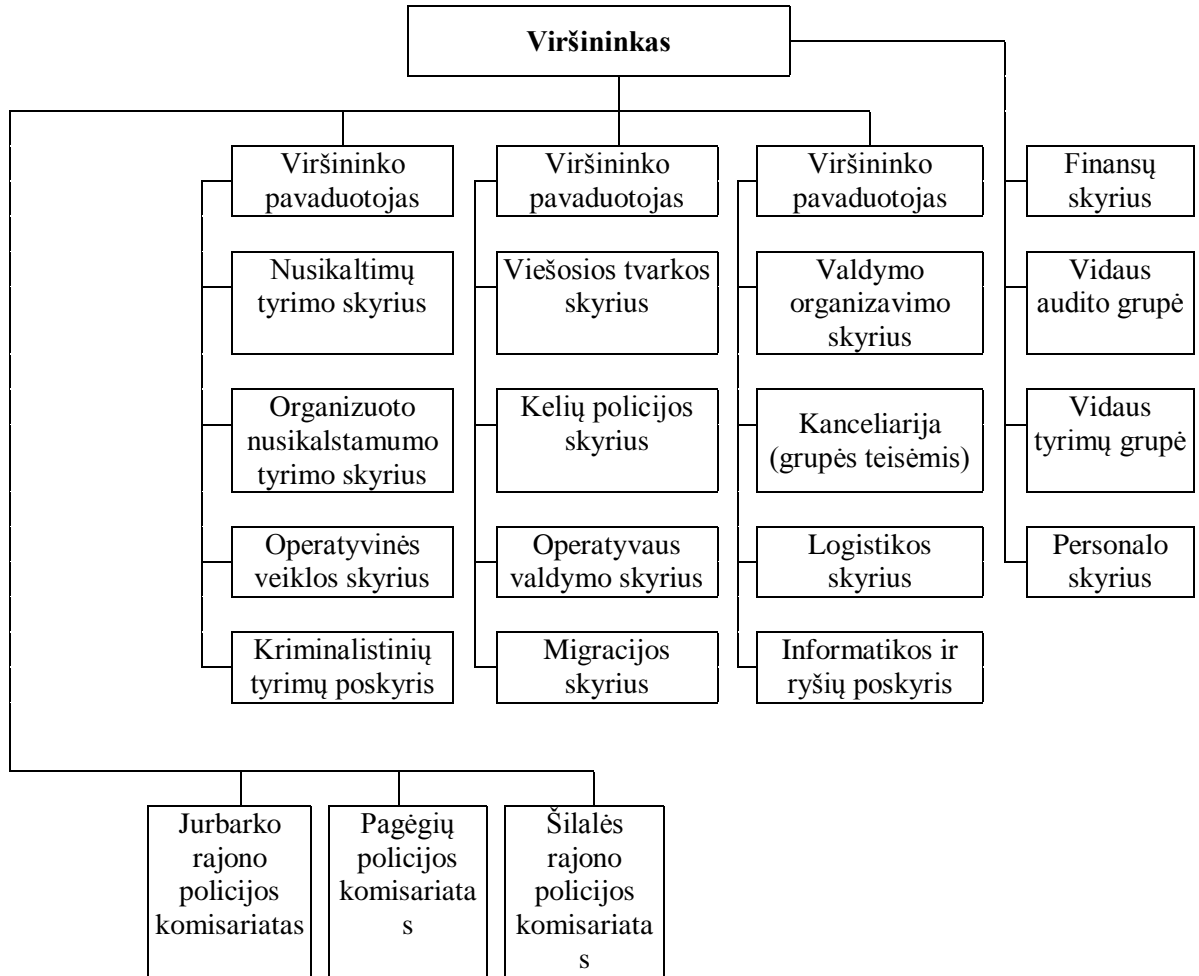 Viršininkas
Viršininko
pavaduotojas
Nusikaltimų
tyrimo skyrius
Organizuoto
nusikalstamumo
tyrimo skyrius
Operatyvinės
veiklos skyrius
Kriminalistinių
tyrimų poskyris
Viršininko
pavaduotojas
Viešosios tvarkos
skyrius
Kelių policijos
skyrius
Operatyvaus
valdymo skyrius
Migracijos
skyrius
Viršininko
pavaduotojas
Valdymo
organizavimo
skyrius
Kanceliarija
(grupės teisėmis)
Logistikos
skyrius
Informatikos ir
ryšių poskyris
Finansų
skyrius
Vidaus
audito grupė
Vidaus
tyrimų grupė
Personalo
skyrius
Jurbarko
rajono
policijos
komisariatas
Pagėgių
policijos
komisariata
s
Šilalės
rajono
policijos
komisariata
s